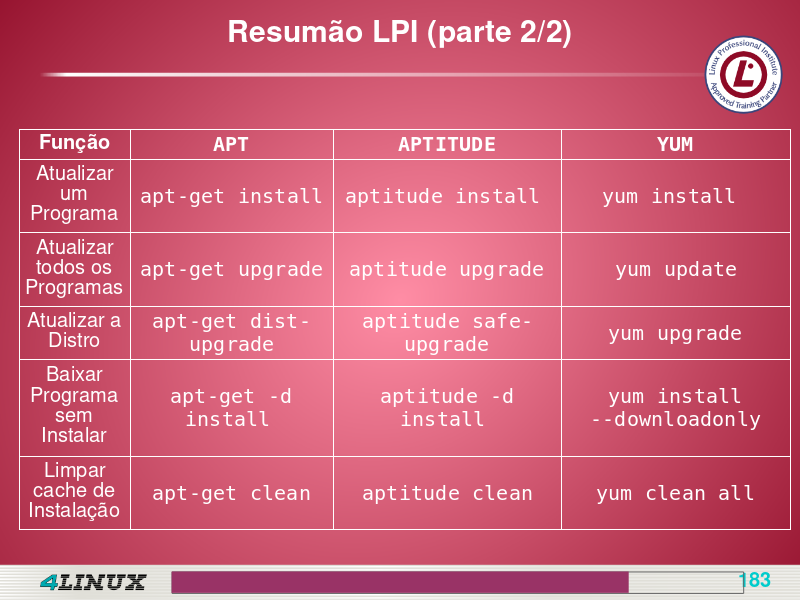 Resumão LPI (parte 2/2)
Linux Professional Institute
Approved Training Partner
Função APT APTITUDE YUM
Atualizar
um
Programa
apt-get install aptitude install yum install
Atualizar
todos os
Programas
apt-get upgrade aptitude upgrade yum update
Atualizar a
Distro
apt-get dist-
upgrade
aptitude safe-
upgrade
yum upgrade
Baixar
Programa
sem
Instalar
apt-get -d
install
aptitude -d
install
yum install
--downloadonly
Limpar
cache de
Instalação
apt-get clean aptitude clean yum clean all
4LINUX
183